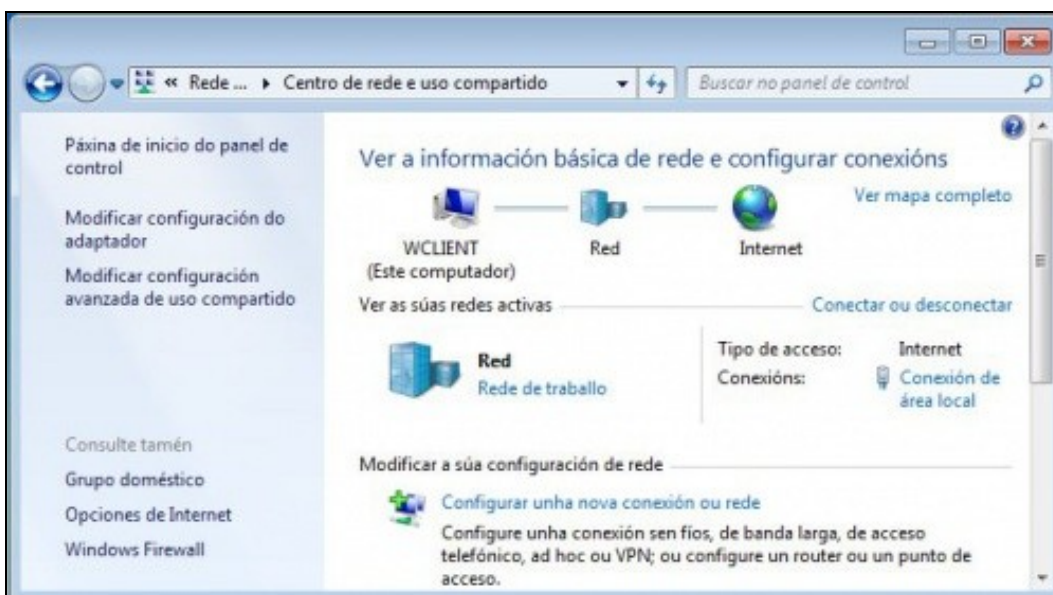 « Rede ... ▸ Centro de rede e uso compartido
Buscar no panel de control
Páxina de inicio do panel de
control
Modificar configuración do
adaptador
Modificar configuración
avanzada de uso compartido
Consulte tamén
Grupo doméstico
Opciones de Internet
Windows Firewall
Ver a información básica de rede e configurar conexións
Ver mapa completo
WCLIENT
(Este computador)
Red
Internet
Ver as súas redes activas
Conectar ou desconectar
Red
Rede de traballo
Tipo de acceso: Internet
Conexións: Conexión de
área local
Modificar a súa configuración de rede
Configurar unha nova conexión ou rede
Configure unha conexión sen fíos, de banda larga, de acceso
telefónico, ad hoc ou VPN; ou configure un router ou un punto de
acceso.